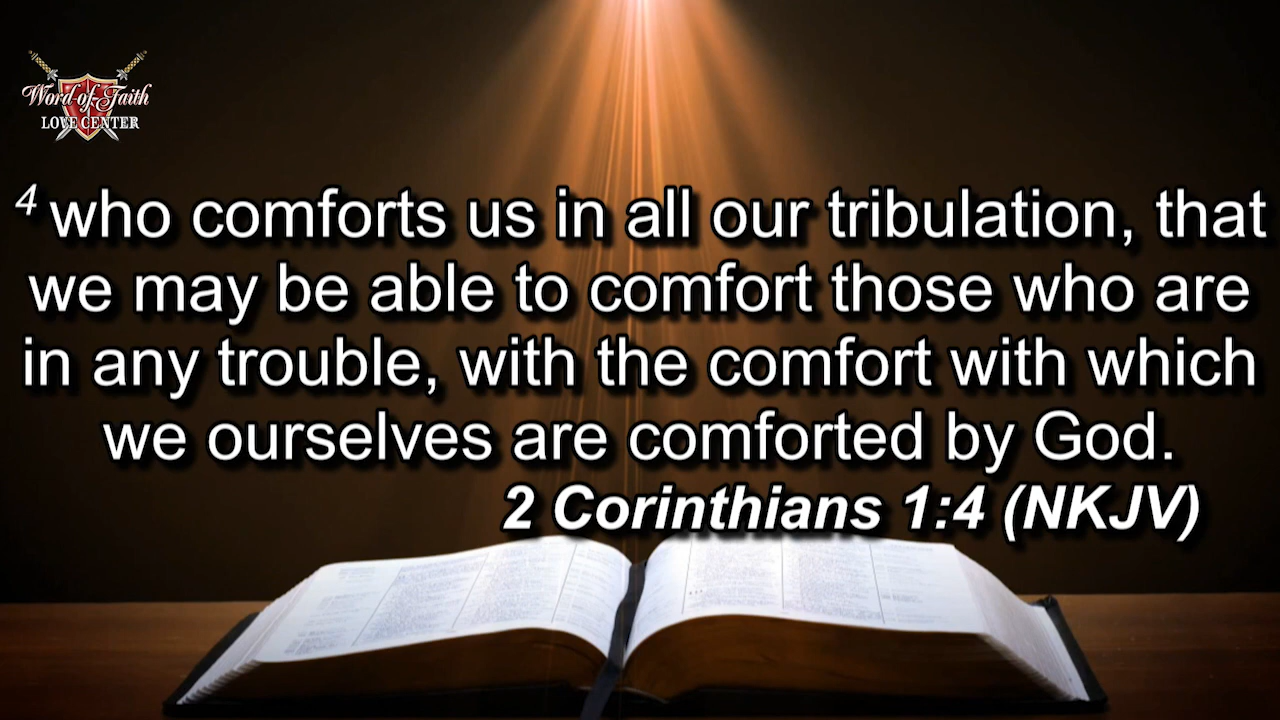 Word of Faith
LOVE CENTER
4 who comforts us in all our tribulation, that
we may be able to comfort those who are
in any trouble, with the comfort with which
we ourselves are comforted by God.
2 Corinthians 1:4 (NKJV)